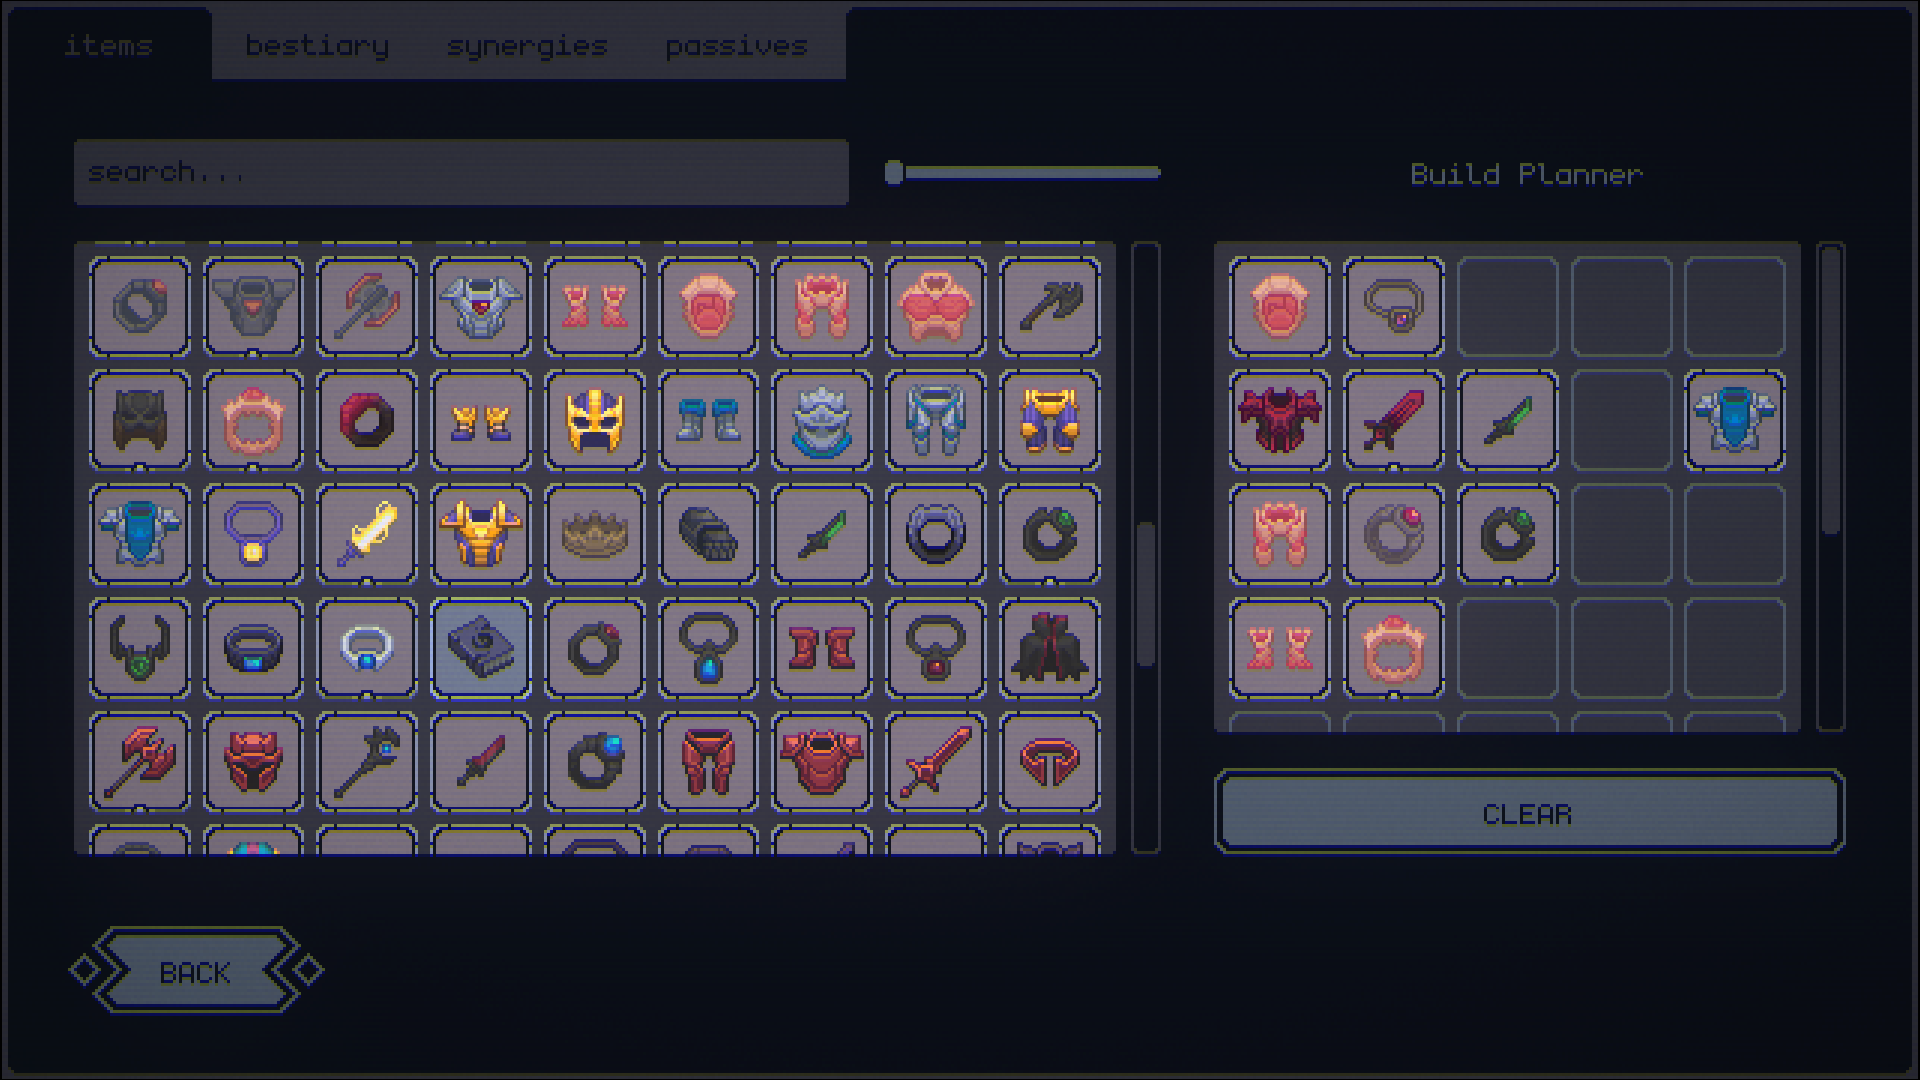 items
bestiary
synergies
passives
search...
Build Planner
CLEAR
BACK